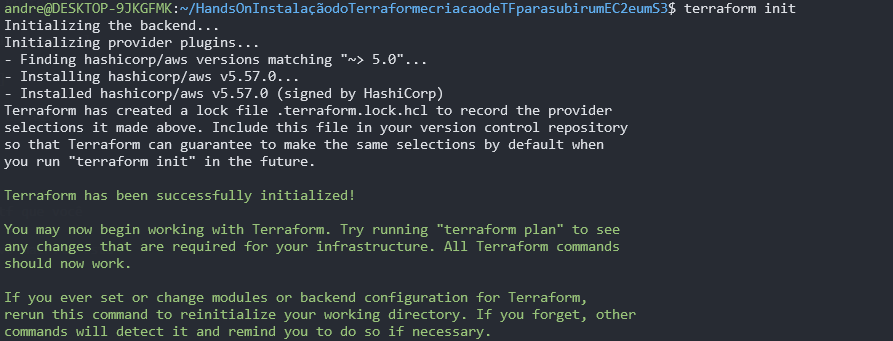 andre@DESKTOP-9JKGFMK:~/HandsOnInstalaçãodoTerraformecriacaodeTFparasubirumEC2eumS3$ terraform init
Initializing the backend...
Initializing provider plugins...
- Finding hashicorp/aws versions matching "~> 5.0"...
- Installing hashicorp/aws v5.57.0...
- Installed hashicorp/aws v5.57.0 (signed by HashiCorp)
Terraform has created a lock file .terraform.lock.hcl to record the provider
selections it made above. Include this file in your version control repository
so that Terraform can guarantee to make the same selections by default when
you run "terraform init" in the future.
Terraform has been successfully initialized!
You may now begin working with Terraform. Try running "terraform plan" to see
any changes that are required for your infrastructure. All Terraform commands
should now work.
If you ever set or change modules or backend configuration for Terraform,
rerun this command to reinitialize your working directory. If you forget, other
commands will detect it and remind you to do so if necessary.